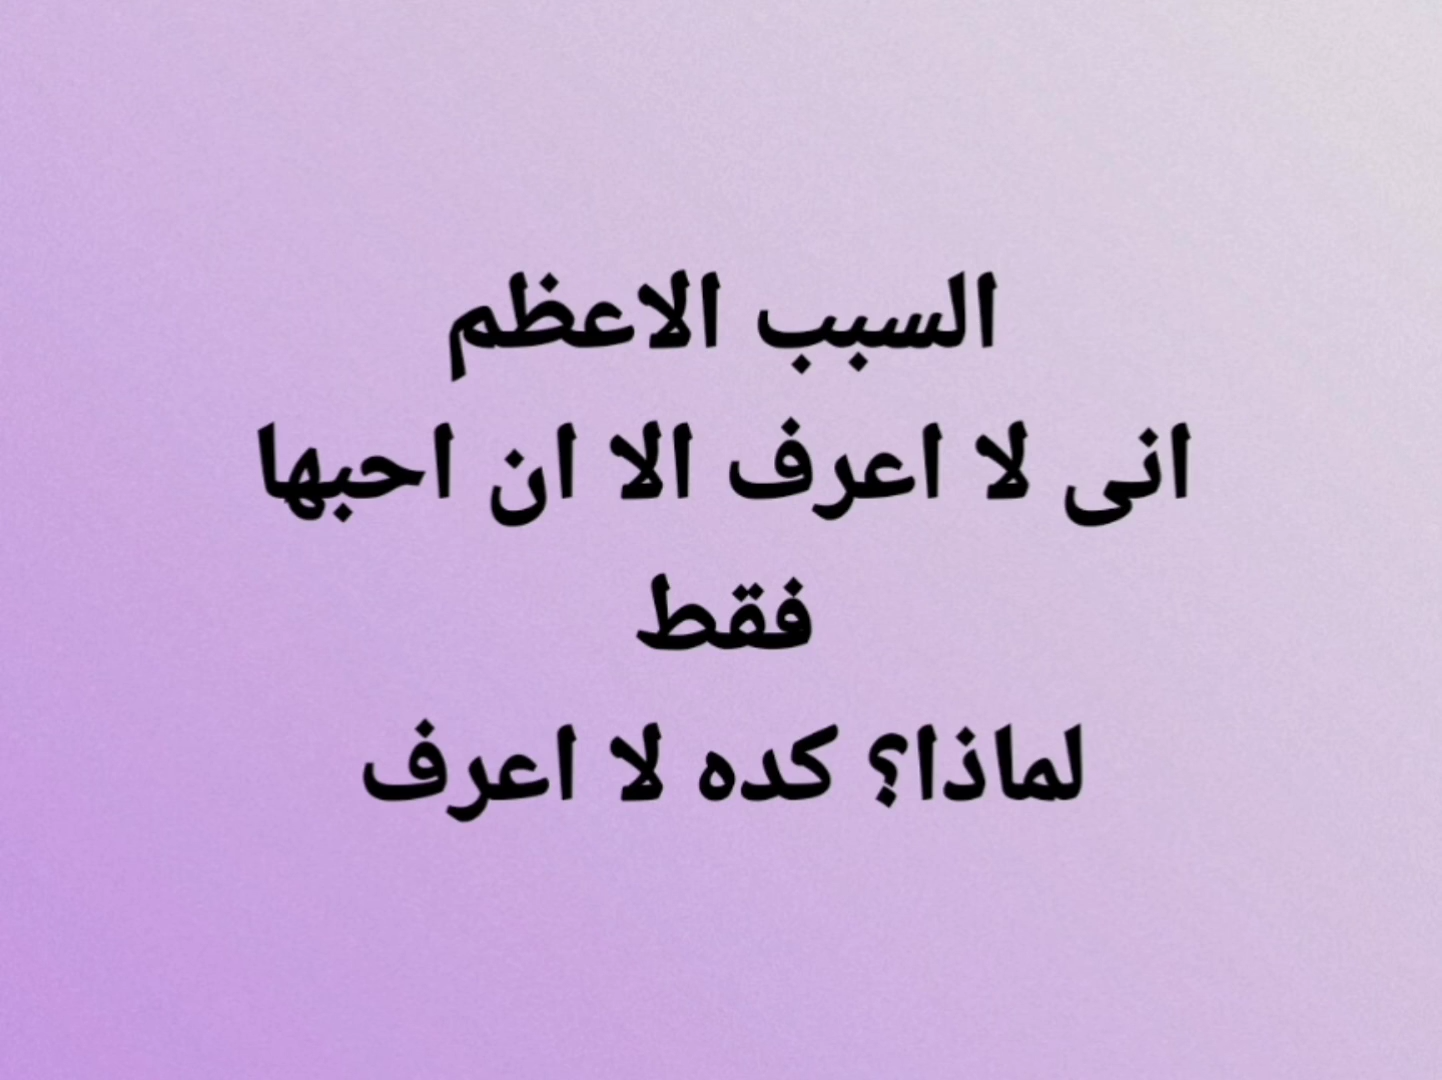 السبب الاعظم
انى لا اعرف الا ان احبها
فقط
لماذا؟ كده لا اعرف